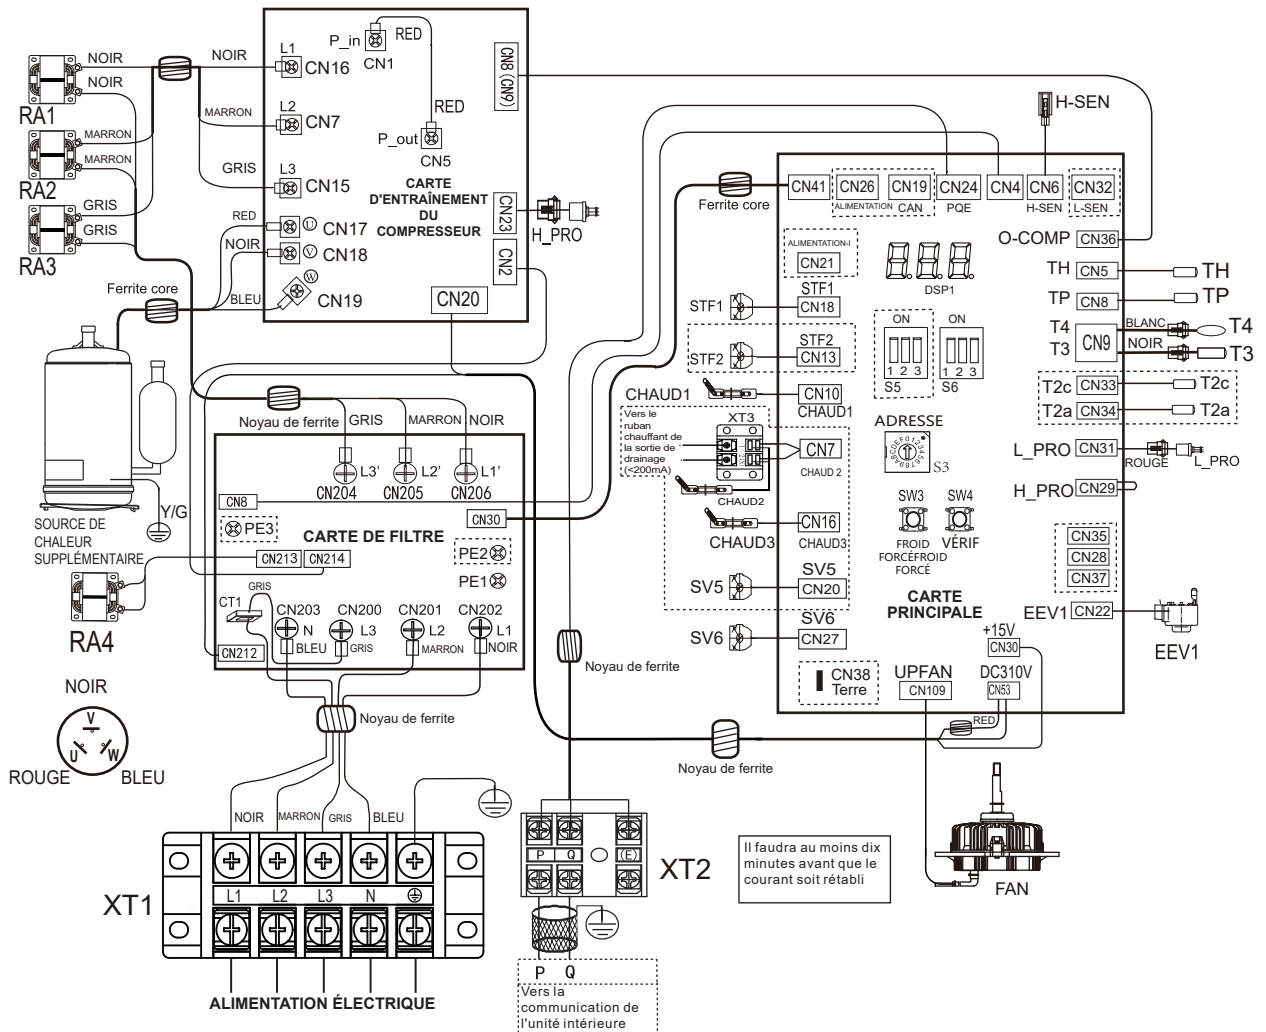 NOIR
NOIR
RA1
MARRON
MARRON
RA2
GRIS
GRIS
RA3
NOIR
MARRON
GRIS
RED
NOIR
BLEU
Ferrite core
L1
CN16
L2
CN7
L3
CN15
U
CN17
V
CN18
W
CN19
P_in
CN1
RED
RED
P_out
CN5
CARTE
D'ENTRAÎNEMENT
DU
COMPRESSEUR
CN8 (CN9)
CN23
CN2
CN20
H_PRO
Y/G
SOURCE DE
CHALEUR
SUPPLÉMENTAIRE
RA4
Noyau de ferrite
GRIS
MARRON
NOIR
L3'
L2'
L1'
CN204
CN205
CN206
CN8
CN30
PE3
CARTE DE FILTRE
PE2
PE1
CN213
CN214
GRIS
CT1
CN203
CN200
CN201
CN202
N
L3
L2
L1
BLEU
GRIS
MARRON
NOIR
CN212
Noyau de ferrite
NOIR
V
U
W
ROUGE
BLEU
NOIR
MARRON
GRIS
BLEU
XT1
L1
L2
L3
N
ALIMENTATION ÉLECTRIQUE
Noyau de ferrite
P
Q
(E)
XT2
P
Q
Vers la
communication de
l'unité intérieure
Il faudra au moins dix
minutes avant que le
courant soit rétabli
Noyau de ferrite
Ferrite core
H-SEN
CN41
CN26
ALIMENTATION
CN19
CAN
CN24
PQE
CN4
CN6
H-SEN
CN32
L-SEN
ALIMENTATION-I
CN21
DSP1
O-COMP
CN36
TH
CN5
TH
TP
CN8
TP
T4
T3
CN9
BLANC
NOIR
T4
T3
T2c
CN33
T2c
T2a
CN34
T2a
L_PRO
CN31
ROUGE
L_PRO
H_PRO
CN29
CN35
CN28
CN37
EEV1
CN22
EEV1
STF1
STF1
CN18
STF2
STF2
CN13
CHAUD1
CN10
CHAUD1
Vers le
ruban
chauffant de
la sortie de
drainage
(<200mA)
XT3
CN7
CHAUD 2
CHAUD2
CN16
CHAUD3
CHAUD3
SV5
SV5
CN20
SV6
SV6
CN27
CN38
Terre
ON
1 2 3
S5
ON
1 2 3
S6
ADRESSE
S3
SW3
FROID
FORCÉFROID
FORCÉ
SW4
VÉRIF
CARTE
PRINCIPALE
+15V
CN30
UPFAN
CN109
DC310V
CN53
RED
FAN